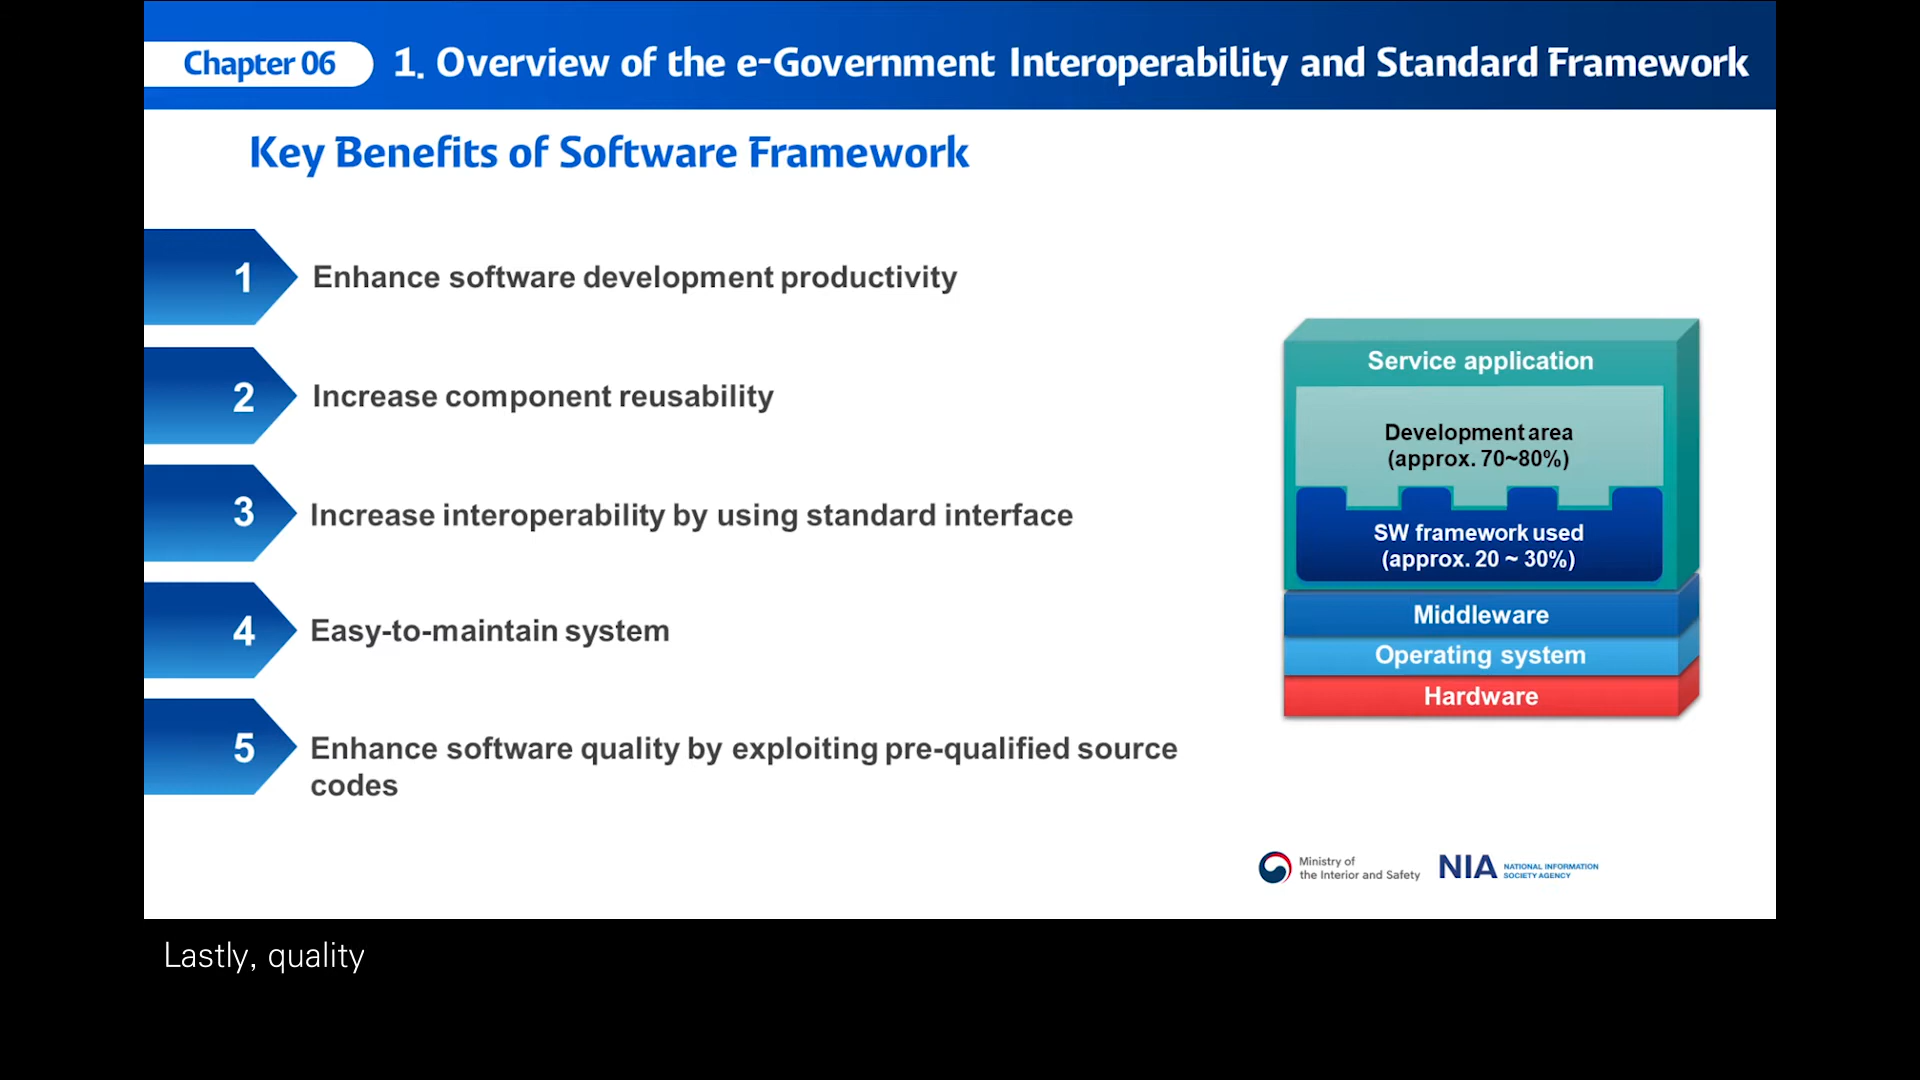 Chapter 06
1. Overview of the e-Government Interoperability and Standard Framework
Key Benefits of Software Framework
1
Enhance software development productivity
2
Increase component reusability
3
Increase interoperability by using standard interface
4
Easy-to-maintain system
5
Enhance software quality by exploiting pre-qualified source
codes
Service application
Development area
(approx. 70~80%)
SW framework used
(approx. 20 ~ 30%)
Middleware
Operating system
Hardware
Ministry of
the Interior and Safety
NIA
NATIONAL INFORMATION
SOCIETY AGENCY
Lastly, quality